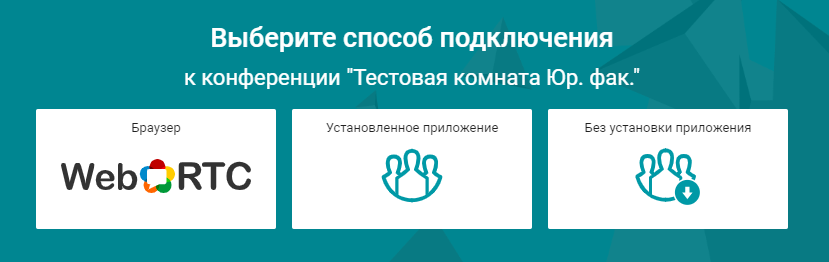 Выберите способ подключения
к конференции "Тестовая комната Юр. фак."
Браузер
Установленное приложение
Без установки приложения
WebRTC